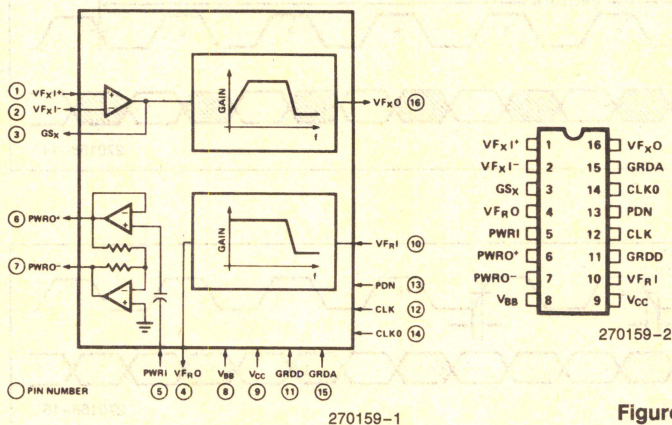 ① VFXI+
② VFXI-
③ GSX
GAIN
f
VFXO ⑯
⑥ PWRO+
⑦ PWRO-
GAIN
f
VFRI ⑩
PDN ⑬
CLK ⑫
CLK0 ⑭
PWRI VFRO VBB VCC GRDD GRDA
⑤ ④ ⑧ ⑨ ⑪ ⑮
PIN NUMBER
270159-1
VFXI+ 1 16 VFXO
VFXI- 2 15 GRDA
GSX 3 14 CLK0
VFRO 4 13 PDN
PWRI 5 12 CLK
PWRO+ 6 11 GRDD
PWRO- 7 10 VFRI
VBB 8 9 VCC
270159-2
Figure